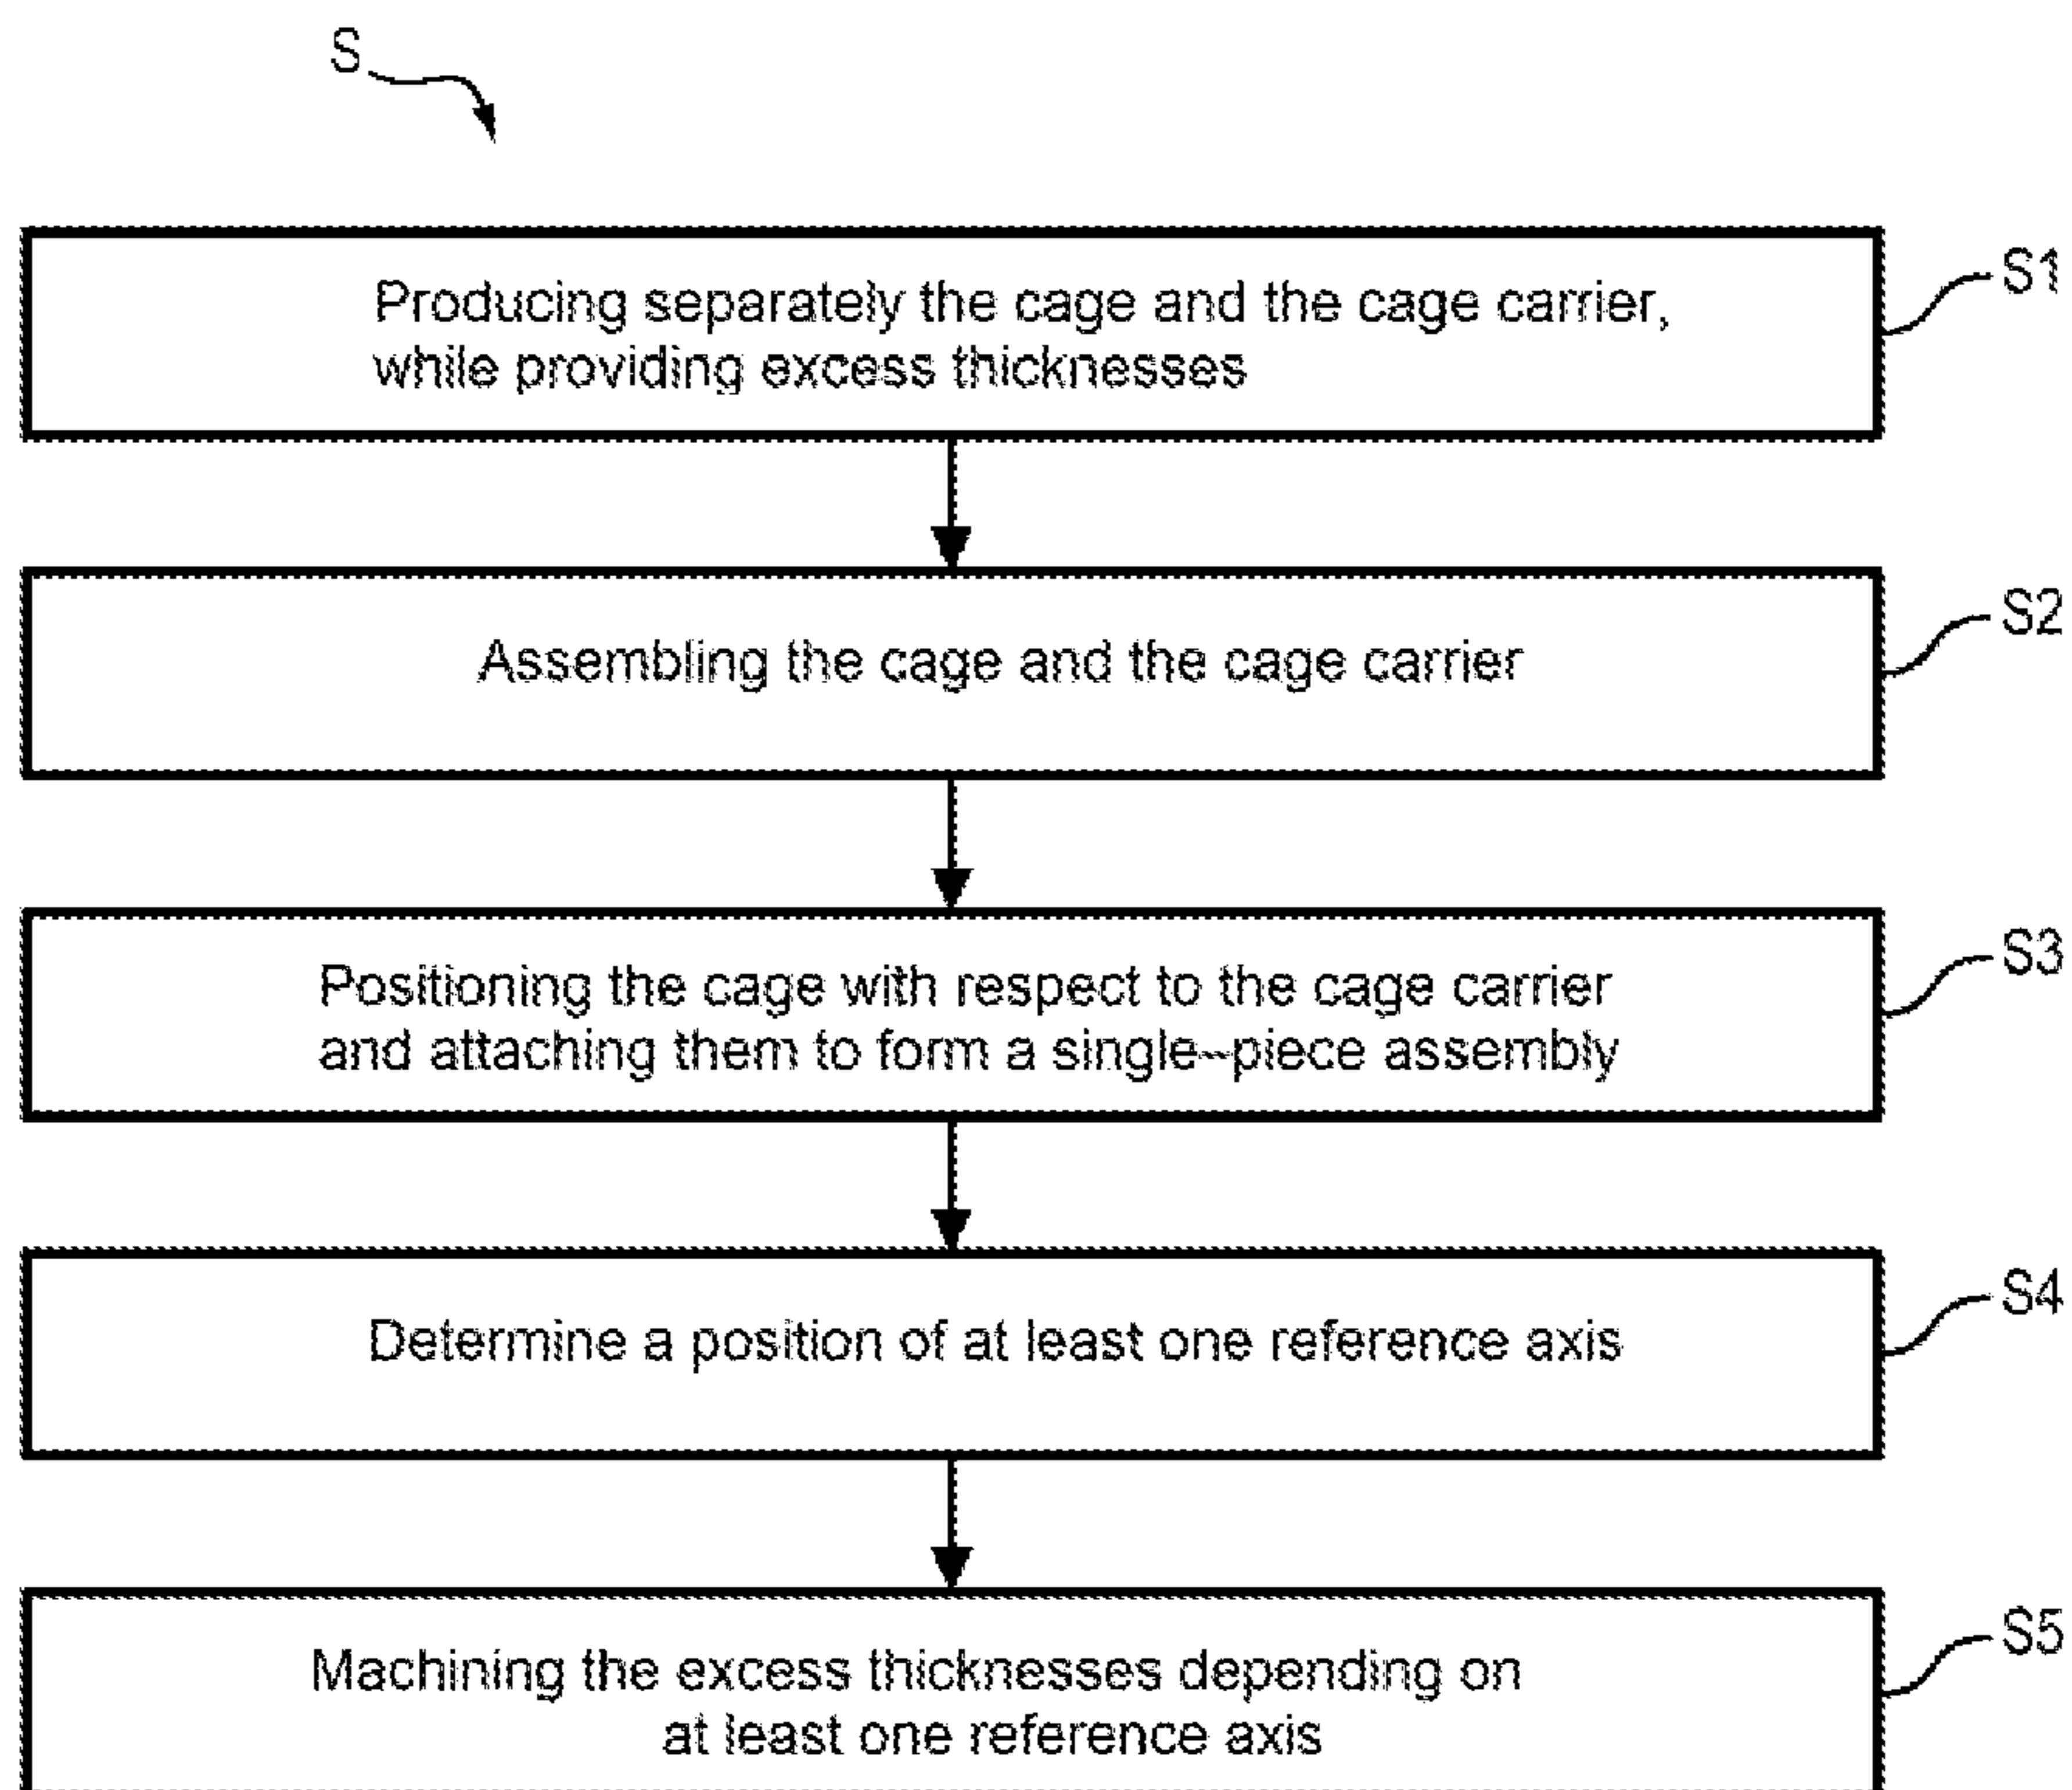 S
Producing separately the cage and the cage carrier,
while providing excess thicknesses
S1
Assembling the cage and the cage carrier
S2
Positioning the cage with respect to the cage carrier
and attaching them to form a single-piece assembly
S3
Determine a position of at least one reference axis
S4
Machining the excess thicknesses depending on
at least one reference axis
S5